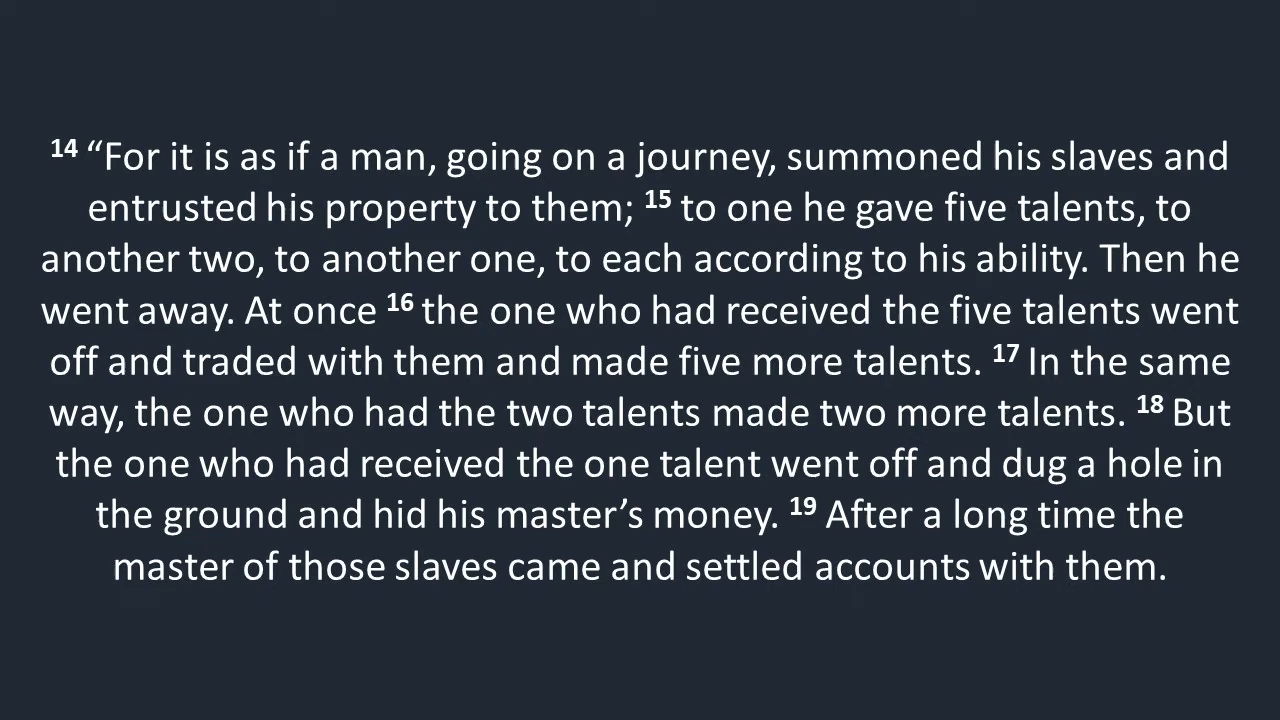 14 “For it is as if a man, going on a journey, summoned his slaves and
entrusted his property to them; 15 to one he gave five talents, to
another two, to another one, to each according to his ability. Then he
went away. At once 16 the one who had received the five talents went
off and traded with them and made five more talents. 17 In the same
way, the one who had the two talents made two more talents. 18 But
the one who had received the one talent went off and dug a hole in
the ground and hid his master’s money. 19 After a long time the
master of those slaves came and settled accounts with them.